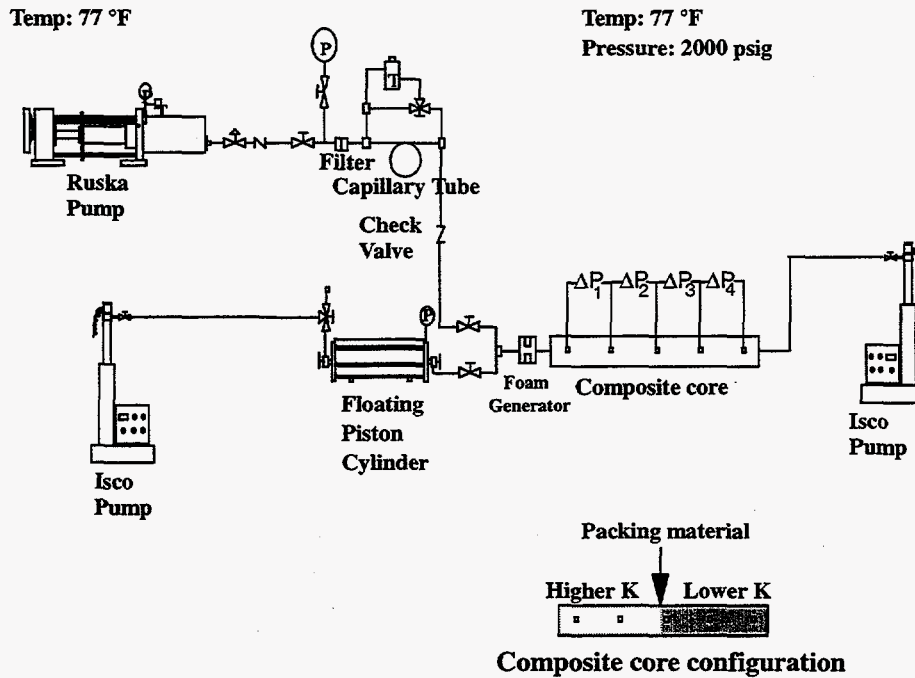 Temp: 77 °F
Temp: 77 °F
Pressure: 2000 psig
P
T
P
Filter
Capillary Tube
Ruska
Pump
Check
Valve
ΔP1 ΔP2 ΔP3 ΔP4
P
Foam
Generator
Composite core
Floating
Piston
Cylinder
Isco
Pump
Isco
Pump
Packing material
Higher K Lower K
Composite core configuration